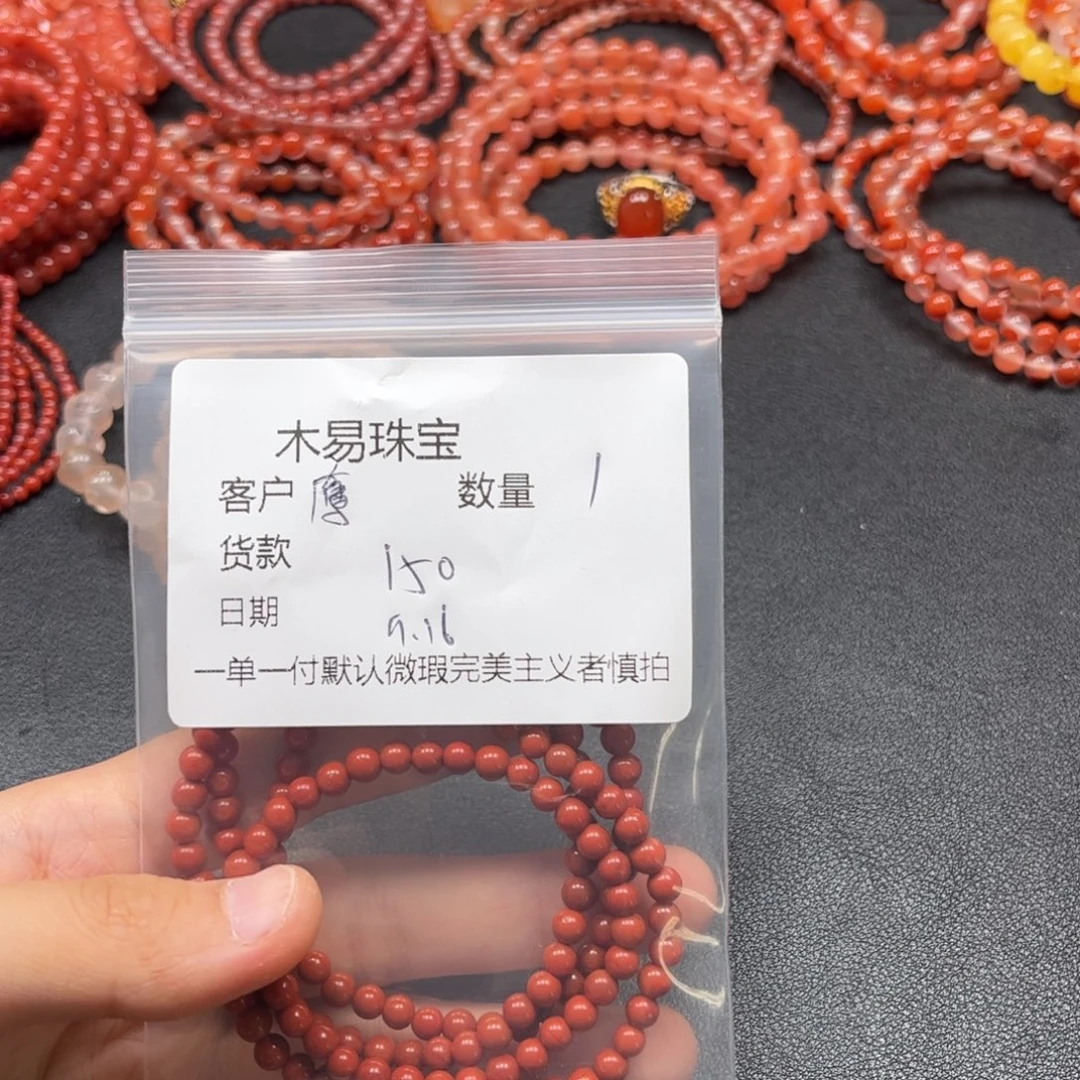 木易珠宝
客户 鹰 数量 1
货款 150
日期 9.16
一单一付默认微瑕完美主义者慎拍